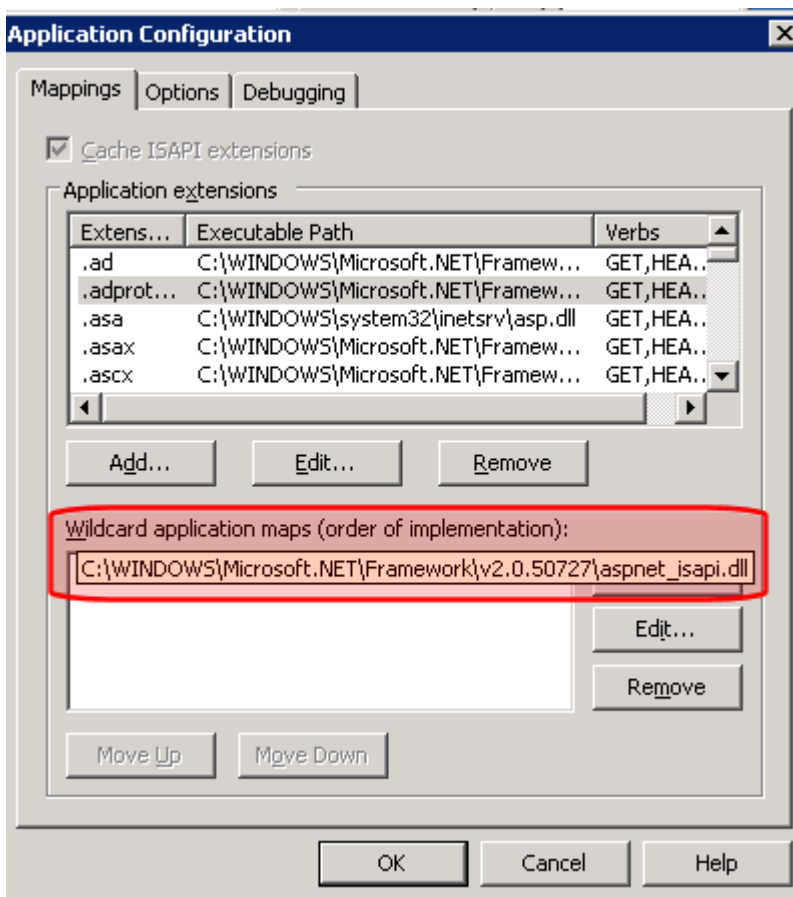 Application Configuration
Mappings Options Debugging
Cache ISAPI extensions
Application extensions
Extens... Executable Path Verbs
.ad C:\WINDOWS\Microsoft.NET\Framew... GET,HEA...
.adprot... C:\WINDOWS\Microsoft.NET\Framew... GET,HEA...
.asa C:\WINDOWS\system32\inetsrv\asp.dll GET,HEA...
.asax C:\WINDOWS\Microsoft.NET\Framew... GET,HEA...
.ascx C:\WINDOWS\Microsoft.NET\Framew... GET,HEA...
Add... Edit... Remove
Wildcard application maps (order of implementation):
C:\WINDOWS\Microsoft.NET\Framework\v2.0.50727\aspnet_isapi.dll
Edit...
Remove
Move Up Move Down
OK Cancel Help